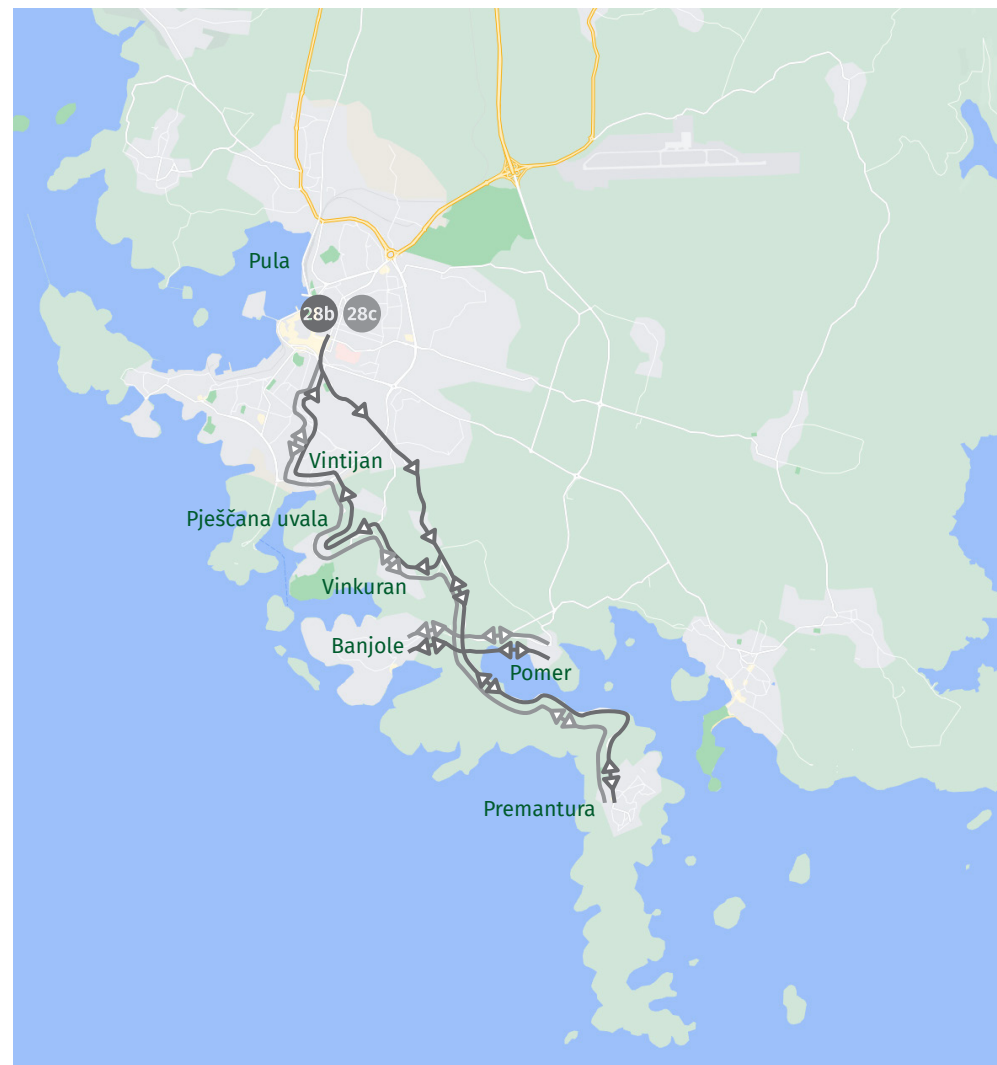 Pula
28b 28c
Vintijan
Pješčana uvala
Vinkuran
Banjole
Pomer
Premantura